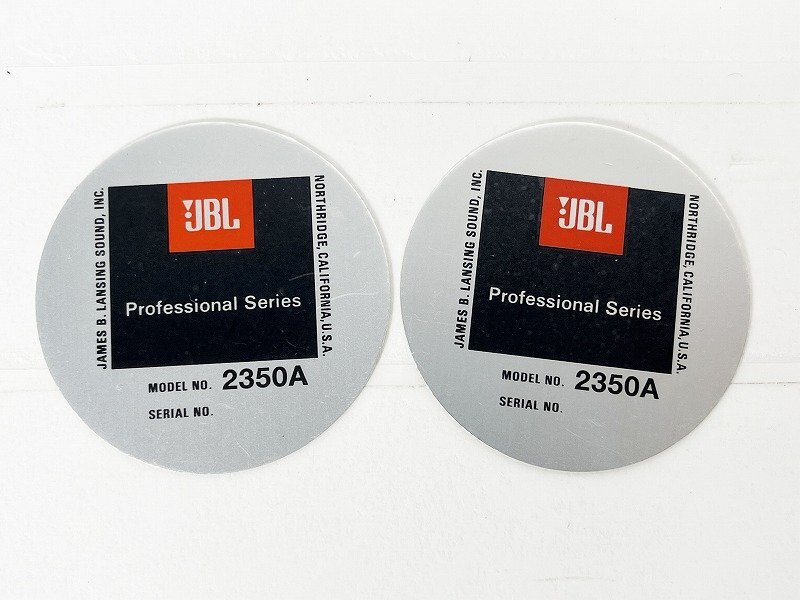 JBL
JAMES B. LANSING SOUND, INC.
NORTHRIDGE, CALIFORNIA, U.S.A.
Professional Series
MODEL NO. 2350A
SERIAL NO.
JBL
JAMES B. LANSING SOUND, INC.
NORTHRIDGE, CALIFORNIA, U.S.A.
Professional Series
MODEL NO. 2350A
SERIAL NO.